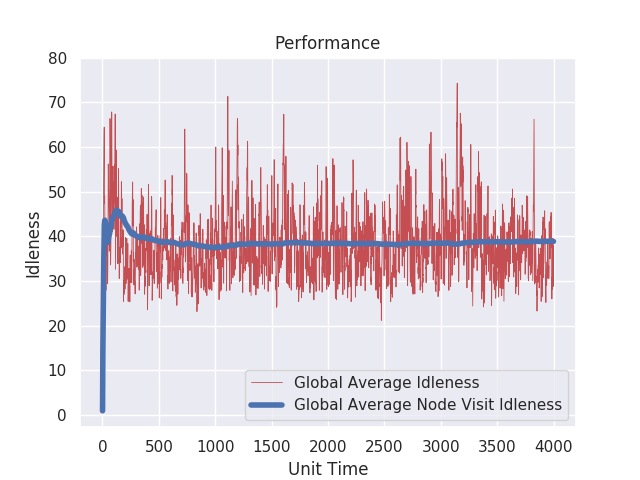 Performance
80
70
60
50
40
30
20
10
0
Idleness
0 500 1000 1500 2000 2500 3000 3500 4000
Unit Time
Global Average Idleness
Global Average Node Visit Idleness